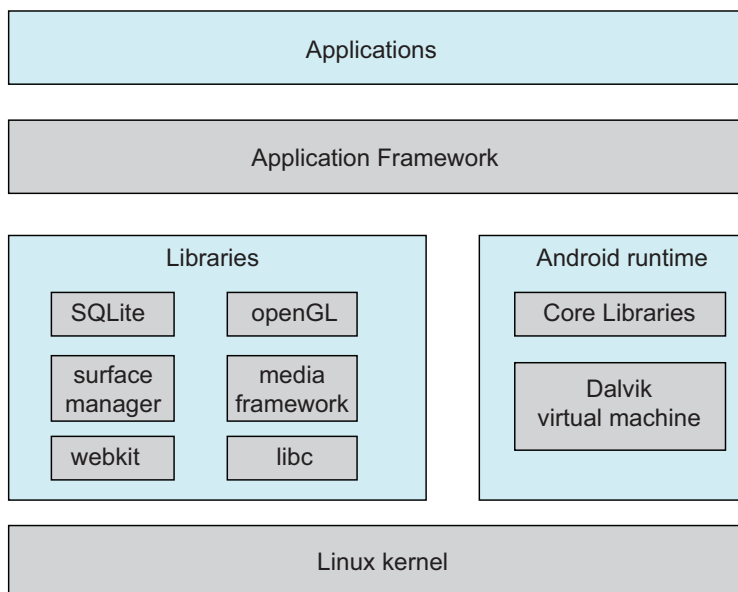 Applications
Application Framework
Libraries
SQLite
openGL
surface
manager
media
framework
webkit
libc
Android runtime
Core Libraries
Dalvik
virtual machine
Linux kernel